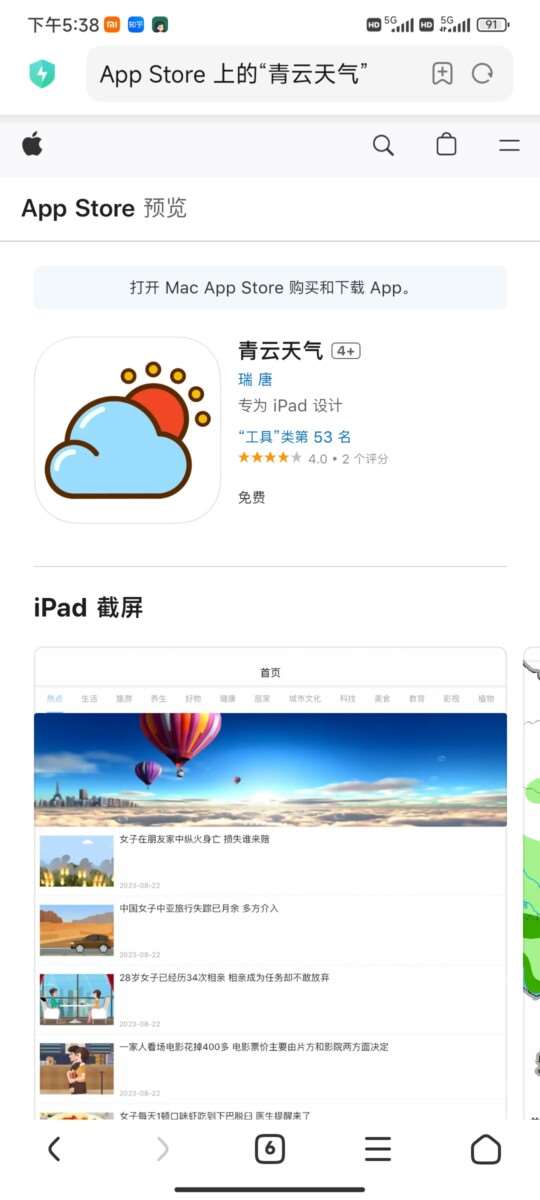 下午5:38
知乎
HD 5G HD 5G 91
App Store 上的“青云天气”
App Store 预览
打开 Mac App Store 购买和下载 App。
青云天气 4+
瑞 唐
专为 iPad 设计
“工具”类第 53 名
★★★★★ 4.0 • 2 个评分
免费
iPad 截屏
首页
热点 生活 旅游 养生 好物 健康 居家 城市文化 科技 美食 教育 影视 植物
女子在朋友家中纵火身亡 损失谁来赔
2023-08-22
中国女子中亚旅行失踪已月余 多方介入
2023-08-22
28岁女子已经历34次相亲 相亲成为任务却不敢放弃
2023-08-22
一家人看场电影花掉400多 电影票价主要由片方和影院两方面决定
2023-08-22
女子每天1顿口味虾吃到下巴脱臼 医生提醒来了
6